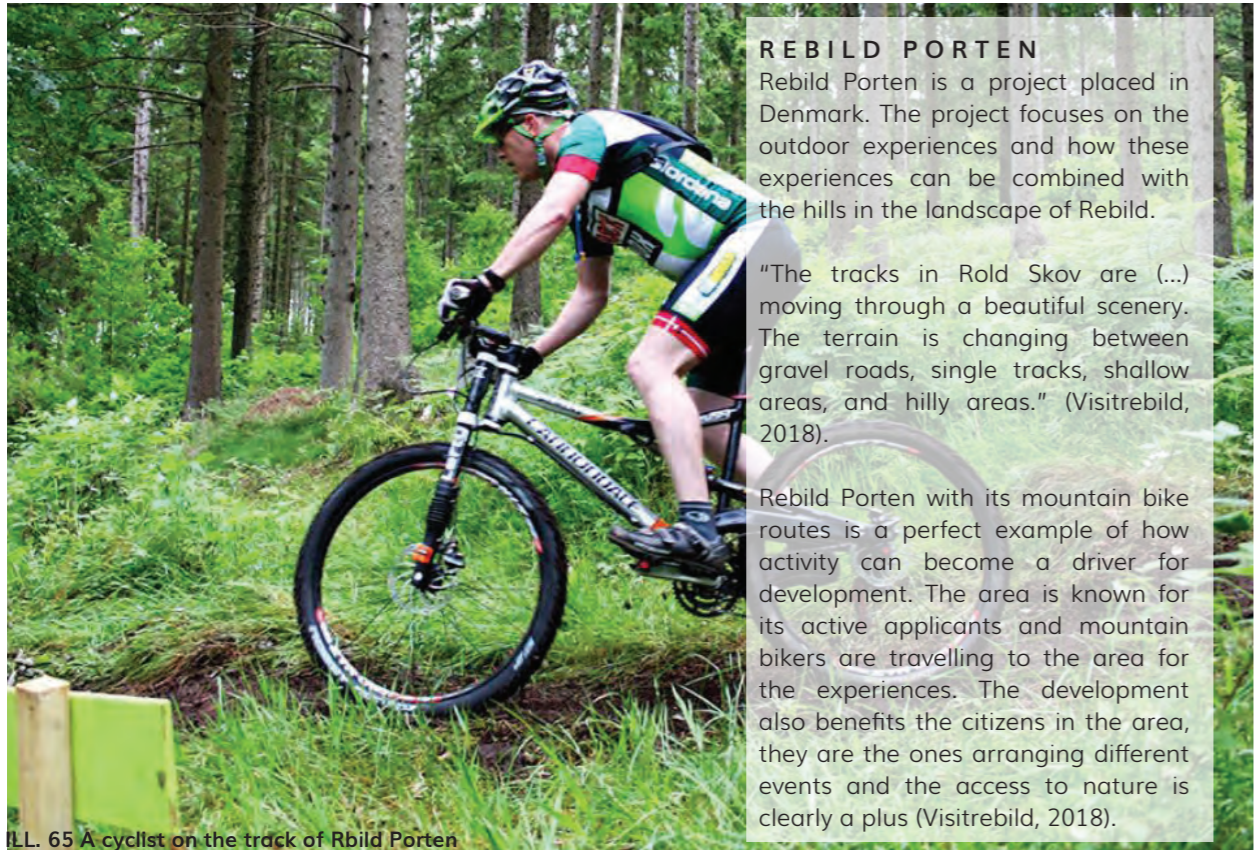 REBILD PORTEN
Rebild Porten is a project placed in
Denmark. The project focuses on the
outdoor experiences and how these
experiences can be combined with
the hills in the landscape of Rebild.
"The tracks in Rold Skov are (...)
moving through a beautiful scenery.
The terrain is changing between
gravel roads, single tracks, shallow
areas, and hilly areas." (Visitrebild,
2018).
Rebild Porten with its mountain bike
routes is a perfect example of how
activity can become a driver for
development. The area is known for
its active applicants and mountain
bikers are travelling to the area for
the experiences. The development
also benefits the citizens in the area,
they are the ones arranging different
events and the access to nature is
clearly a plus (Visitrebild, 2018).
giordana
cannondale
ILL. 65 A cyclist on the track of Rbild Porten